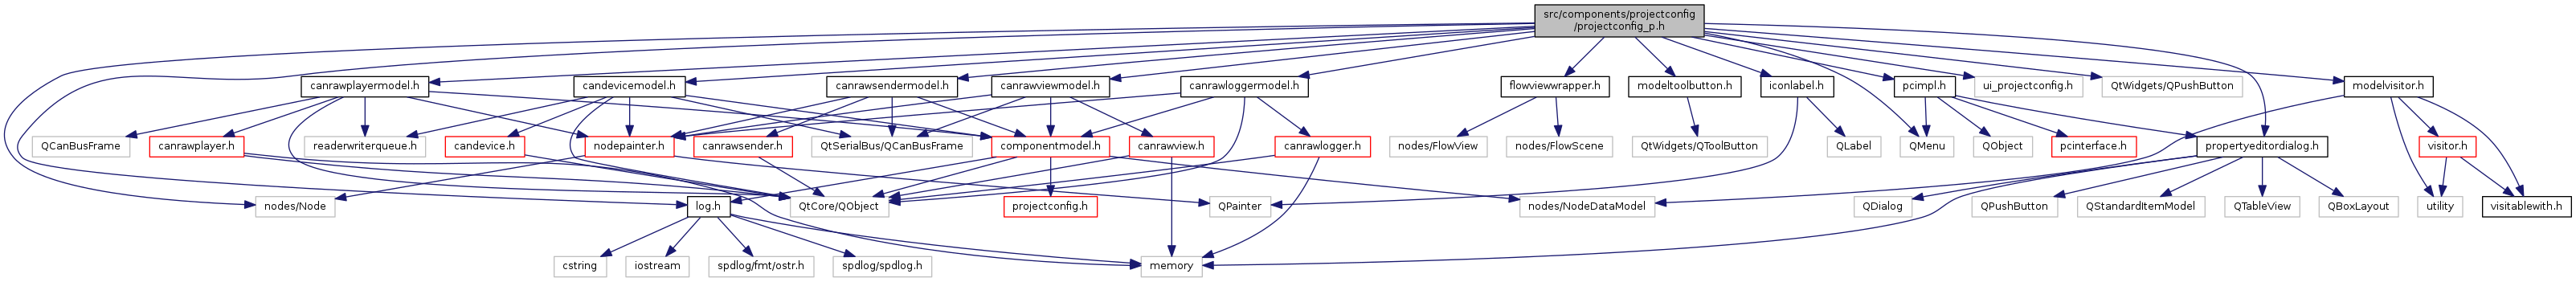 src/components/projectconfig
/projectconfig_p.h
canrawplayermodel.h
candevicemodel.h
canrawsendermodel.h
canrawviewmodel.h
canrawloggermodel.h
flowviewwrapper.h
modeltoolbutton.h
iconlabel.h
pcimpl.h
ui_projectconfig.h
QtWidgets/QPushButton
modelvisitor.h
QCanBusFrame
canrawplayer.h
readerwriterqueue.h
candevice.h
nodepainter.h
canrawsender.h
QtSerialBus/QCanBusFrame
componentmodel.h
canrawview.h
canrawlogger.h
nodes/FlowView
nodes/FlowScene
QtWidgets/QToolButton
QLabel
QMenu
QObject
pcinterface.h
propertyeditordialog.h
visitor.h
nodes/Node
log.h
QtCore/QObject
projectconfig.h
QPainter
nodes/NodeDataModel
QDialog
QPushButton
QStandardItemModel
QTableView
QBoxLayout
utility
visitablewith.h
cstring
iostream
spdlog/fmt/ostr.h
spdlog/spdlog.h
memory